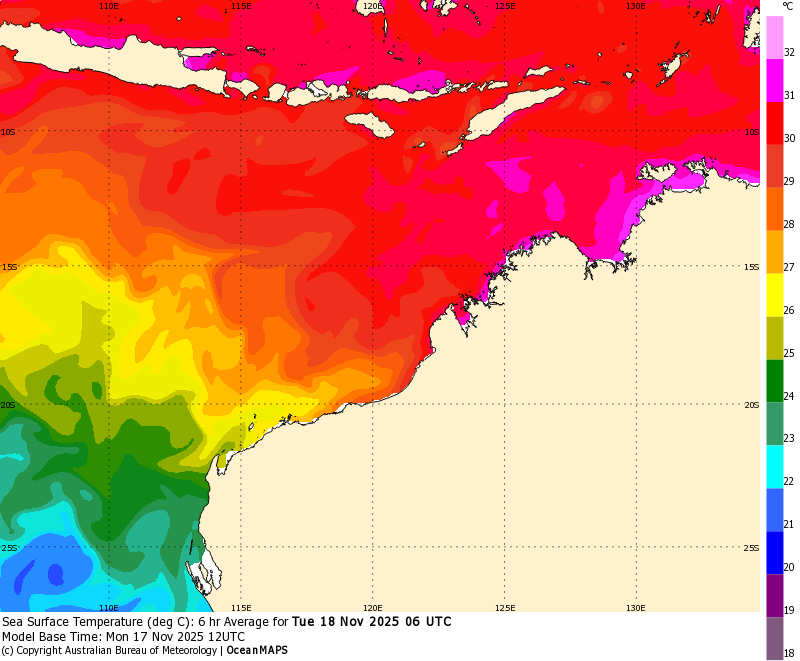 110E 115E 120E 125E 130E °C
32
31
10S 10S 30
29
28
15S 15S 27
26
25
24
20S 20S
23
22
21
25S 25S
20
110E 115E 120E 125E 130E 19
Sea Surface Temperature (deg C): 6 hr Average for Tue 18 Nov 2025 06 UTC
Model Base Time: Mon 17 Nov 2025 12UTC
(c) Copyright Australian Bureau of Meteorology | OceanMAPS 18